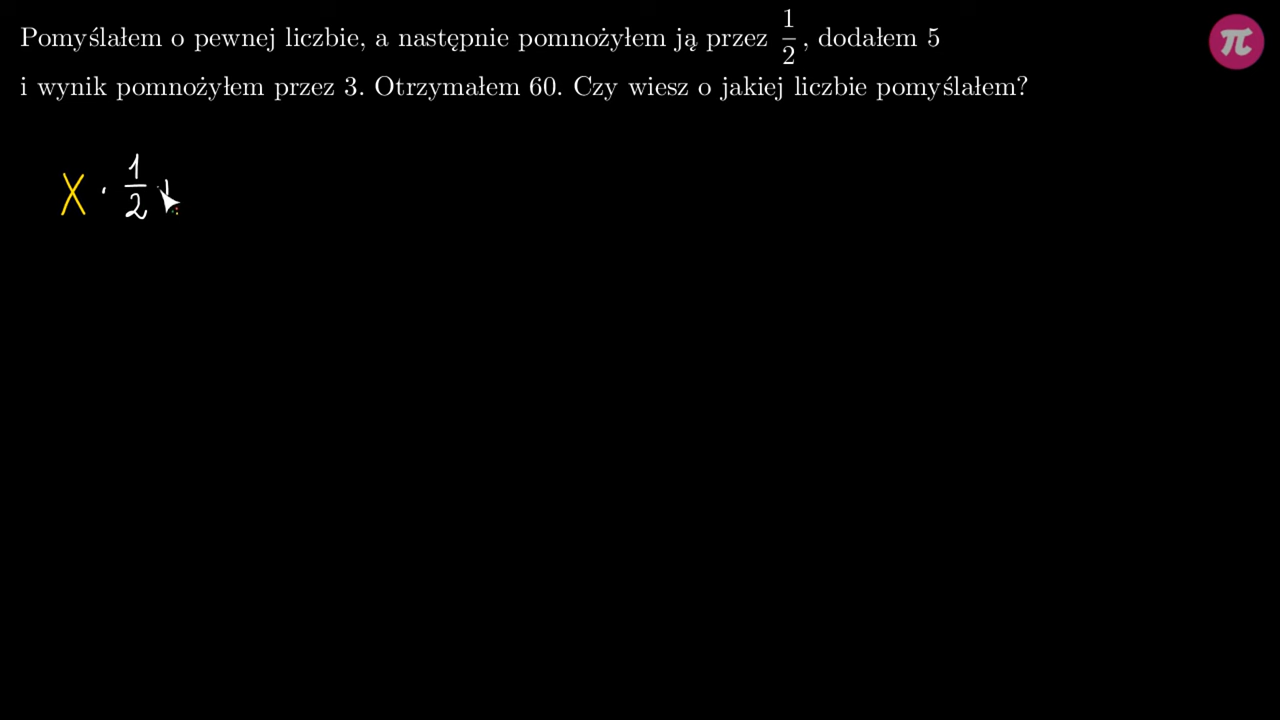 Pomyślałem o pewnej liczbie, a następnie pomnożyłem ją przez 1/2, dodałem 5
i wynik pomnożyłem przez 3. Otrzymałem 60. Czy wiesz o jakiej liczbie pomyślałem?
π
X · 1/2